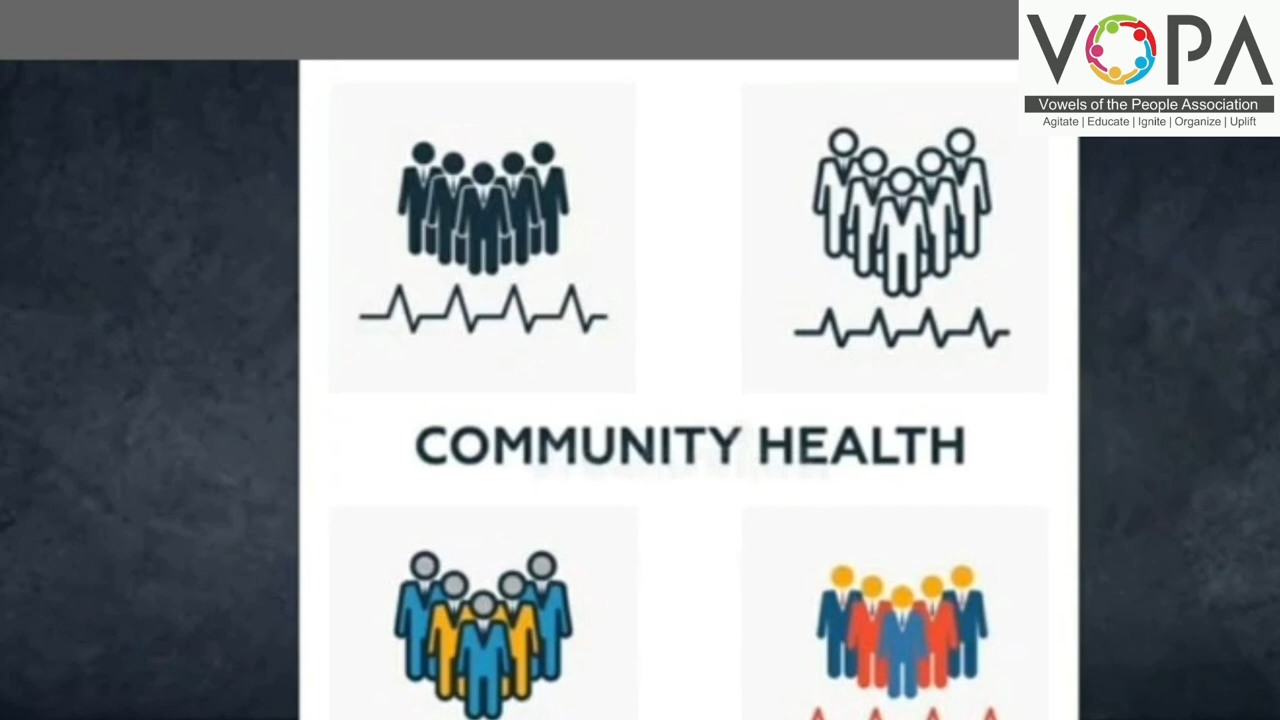 VOPA
Vowels of the People Association
Agitate | Educate | Ignite | Organize | Uplift
COMMUNITY HEALTH